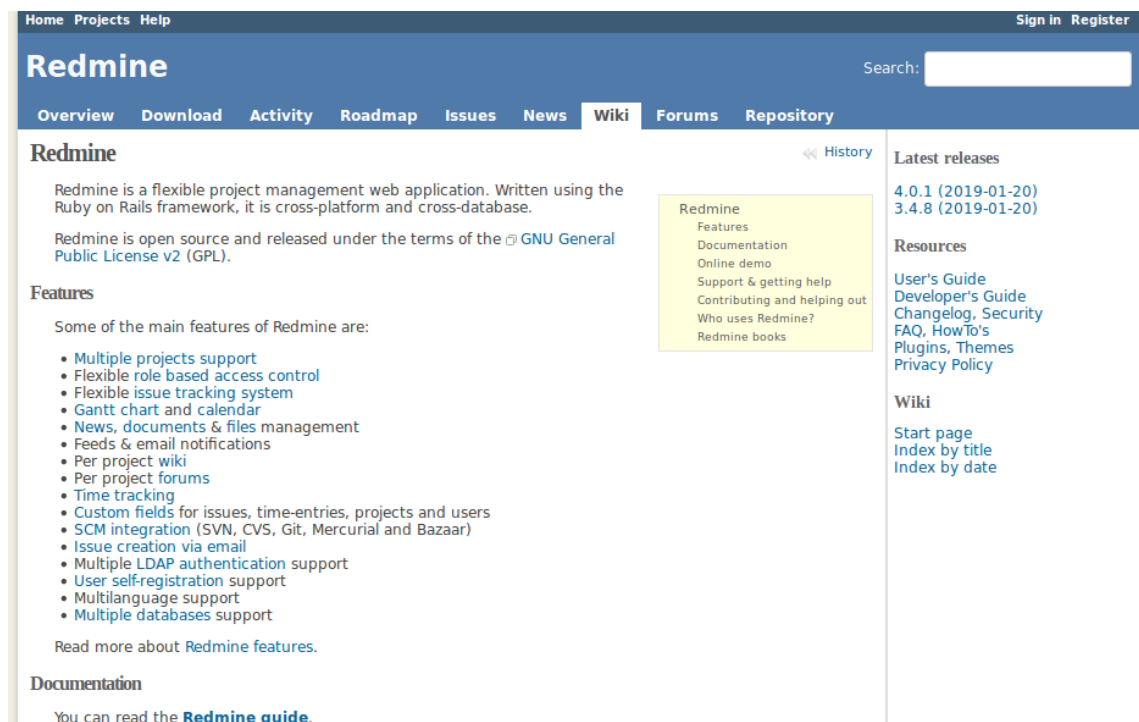 Home Projects Help
Sign in Register
Redmine
Search:
Overview Download Activity Roadmap Issues News Wiki Forums Repository
Redmine
History
Redmine is a flexible project management web application. Written using the
Ruby on Rails framework, it is cross-platform and cross-database.
Redmine is open source and released under the terms of the GNU General
Public License v2 (GPL).
Redmine
Features
Documentation
Online demo
Support & getting help
Contributing and helping out
Who uses Redmine?
Redmine books
Features
Some of the main features of Redmine are:
• Multiple projects support
• Flexible role based access control
• Flexible issue tracking system
• Gantt chart and calendar
• News, documents & files management
• Feeds & email notifications
• Per project wiki
• Per project forums
• Time tracking
• Custom fields for issues, time-entries, projects and users
• SCM integration (SVN, CVS, Git, Mercurial and Bazaar)
• Issue creation via email
• Multiple LDAP authentication support
• User self-registration support
• Multilanguage support
• Multiple databases support
Read more about Redmine features.
Documentation
You can read the Redmine guide.
Latest releases
4.0.1 (2019-01-20)
3.4.8 (2019-01-20)
Resources
User's Guide
Developer's Guide
Changelog, Security
FAQ, HowTo's
Plugins, Themes
Privacy Policy
Wiki
Start page
Index by title
Index by date